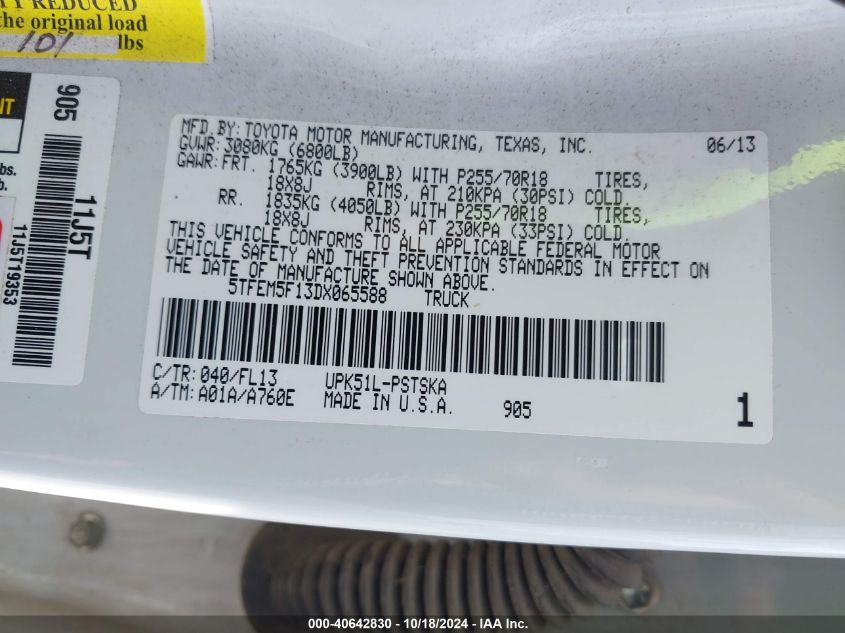 TY REDUCED
the original load
101 lbs
NT
lbs.
b.
905
11J5T
11J5T19353
MFD.BY:TOYOTA MOTOR MANUFACTURING, TEXAS, INC. 06/13
GVWR:3080KG (6800LB)
GAWR:FRT. 1765KG (3900LB) WITH P255/70R18 TIRES,
18X8J RIMS, AT 210KPA (30PSI) COLD.
RR. 1835KG (4050LB) WITH P255/70R18 TIRES,
18X8J RIMS, AT 230KPA (33PSI) COLD.
THIS VEHICLE CONFORMS TO ALL APPLICABLE FEDERAL MOTOR
VEHICLE SAFETY AND THEFT PREVENTION STANDARDS IN EFFECT ON
THE DATE OF MANUFACTURE SHOWN ABOVE.
5TFEM5F13DX065588 TRUCK
C/TR:040/FL13 UPK51L-PSTSKA
A/TM:A01A/A760E MADE IN U.S.A. 905 1
000-40642830 - 10/18/2024 - IAA Inc.